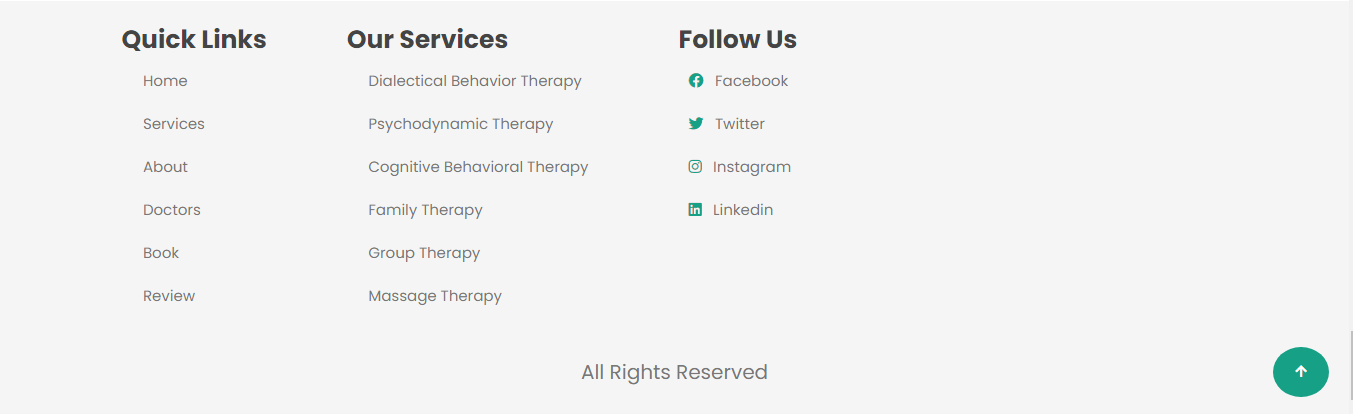 Quick Links
Home
Services
About
Doctors
Book
Review
Our Services
Dialectical Behavior Therapy
Psychodynamic Therapy
Cognitive Behavioral Therapy
Family Therapy
Group Therapy
Massage Therapy
Follow Us
Facebook
Twitter
Instagram
Linkedin
All Rights Reserved